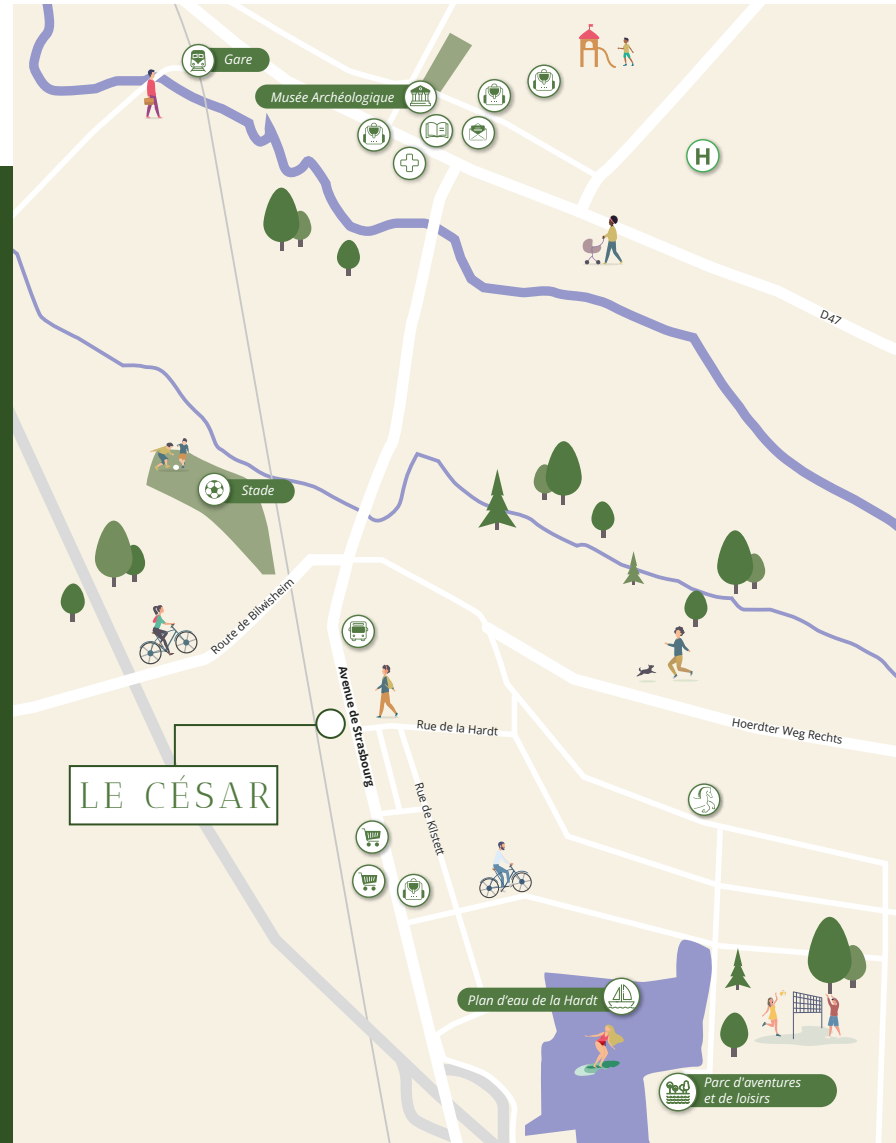 Gare
Musée Archéologique
H
D47
Stade
Route de Bilwisheim
Avenue de Strasbourg
Rue de la Hardt
Hoerdter Weg Rechts
LE CÉSAR
Rue de Kilstett
Plan d'eau de la Hardt
Parc d'aventures
et de loisirs